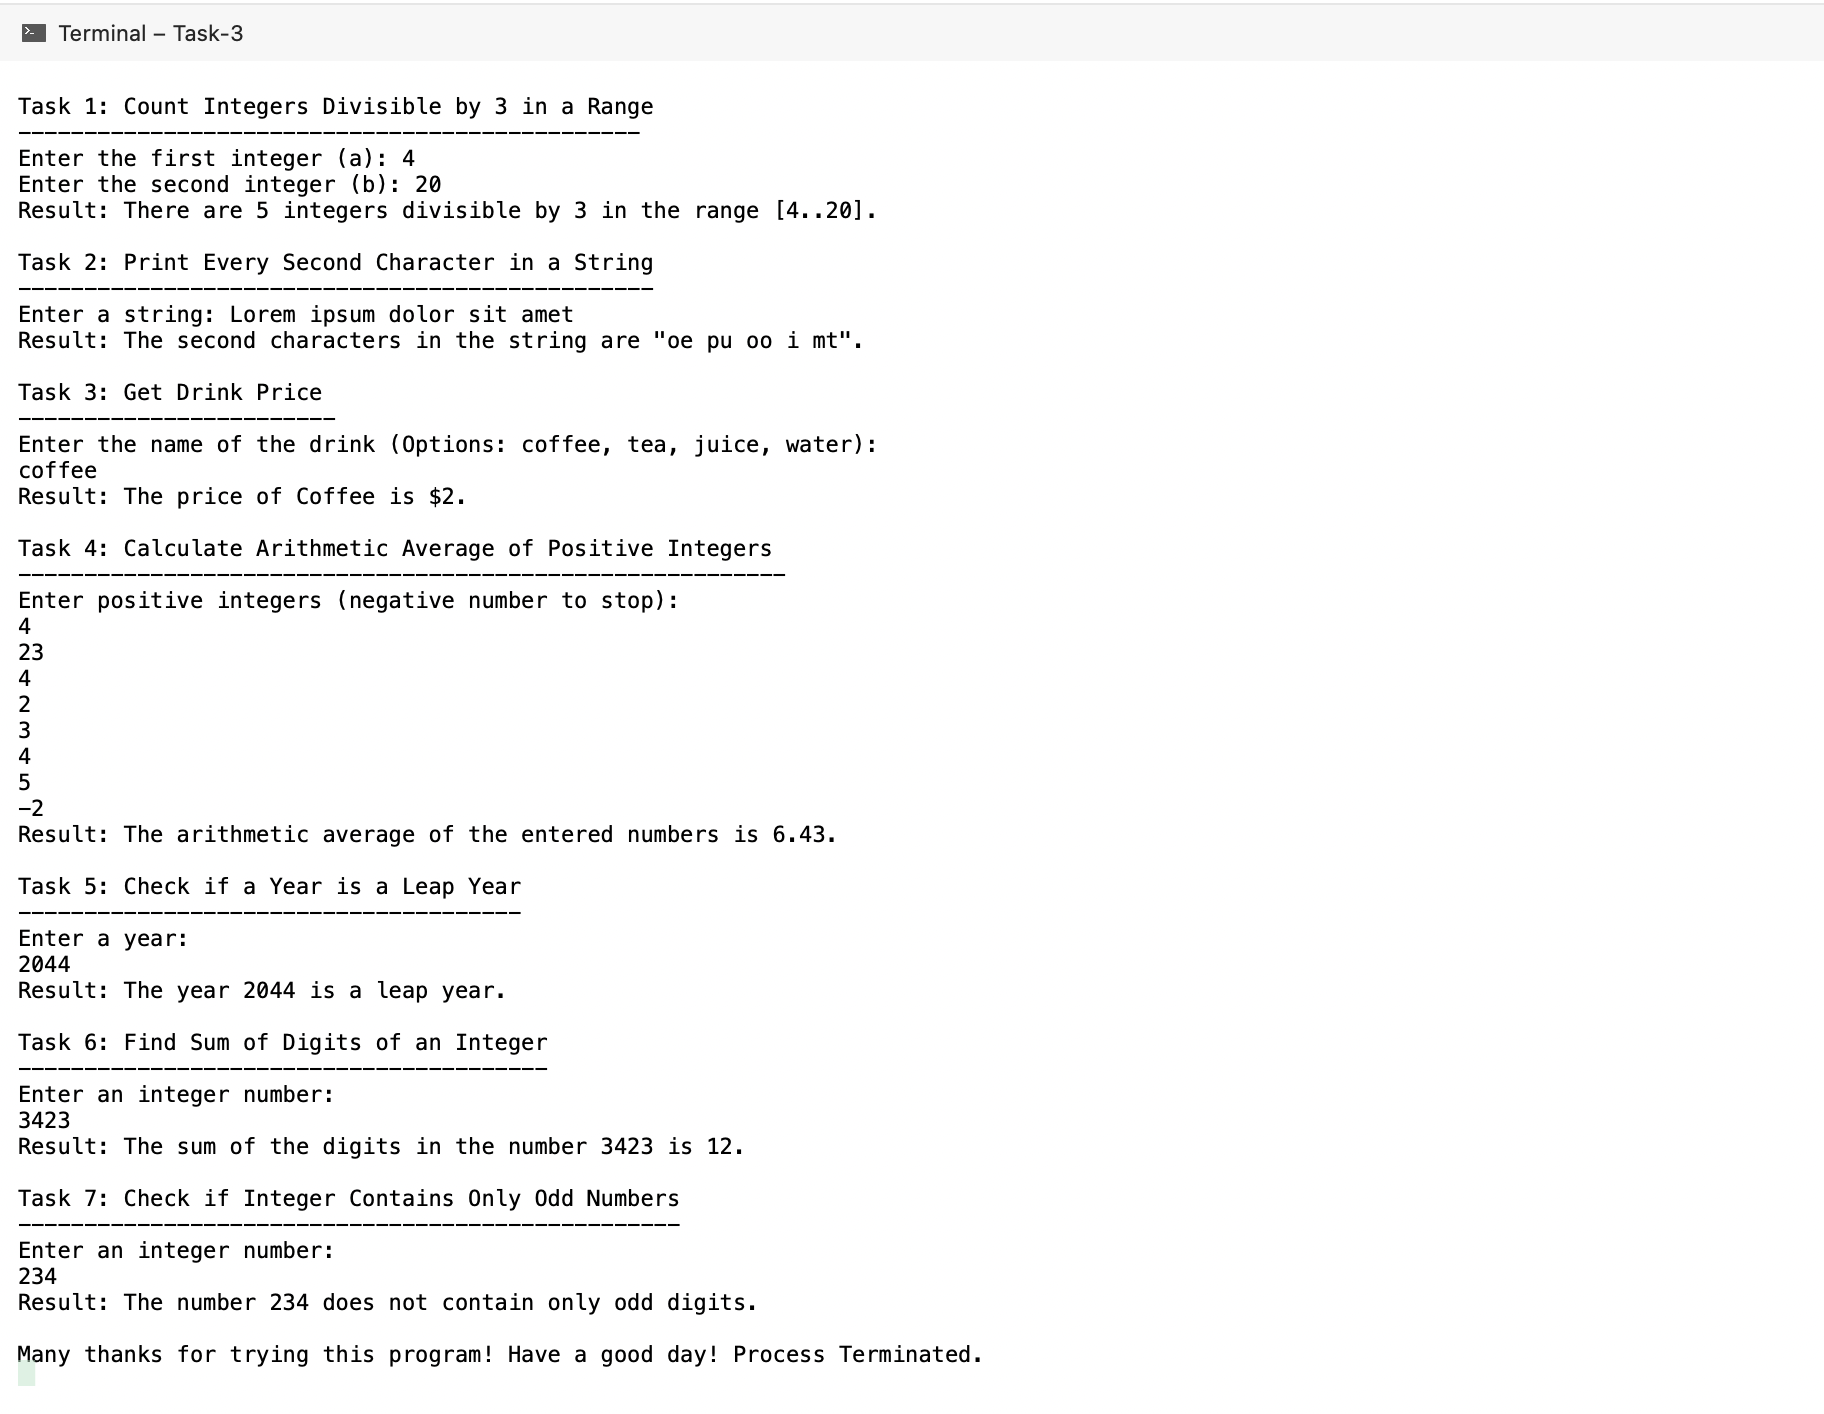 Terminal – Task-3
Task 1: Count Integers Divisible by 3 in a Range
-----------------------------------------------
Enter the first integer (a): 4
Enter the second integer (b): 20
Result: There are 5 integers divisible by 3 in the range [4..20].
Task 2: Print Every Second Character in a String
------------------------------------------------
Enter a string: Lorem ipsum dolor sit amet
Result: The second characters in the string are "oe pu oo i mt".
Task 3: Get Drink Price
------------------------
Enter the name of the drink (Options: coffee, tea, juice, water):
coffee
Result: The price of Coffee is $2.
Task 4: Calculate Arithmetic Average of Positive Integers
----------------------------------------------------------
Enter positive integers (negative number to stop):
4
23
4
2
3
4
5
-2
Result: The arithmetic average of the entered numbers is 6.43.
Task 5: Check if a Year is a Leap Year
--------------------------------------
Enter a year:
2044
Result: The year 2044 is a leap year.
Task 6: Find Sum of Digits of an Integer
----------------------------------------
Enter an integer number:
3423
Result: The sum of the digits in the number 3423 is 12.
Task 7: Check if Integer Contains Only Odd Numbers
--------------------------------------------------
Enter an integer number:
234
Result: The number 234 does not contain only odd digits.
Many thanks for trying this program! Have a good day! Process Terminated.